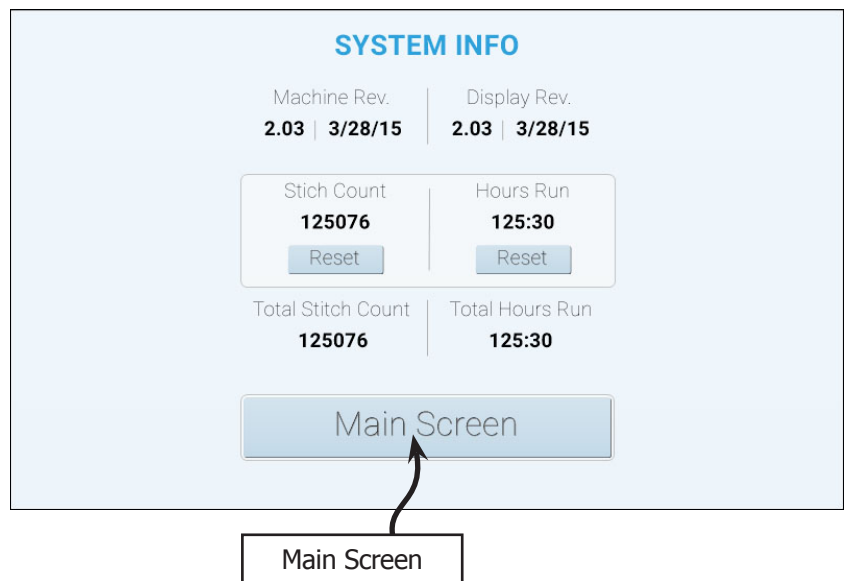 SYSTEM INFO
Machine Rev. Display Rev.
2.03 | 3/28/15 2.03 | 3/28/15
Stich Count Hours Run
125076 125:30
Reset Reset
Total Stitch Count Total Hours Run
125076 125:30
Main Screen
Main Screen